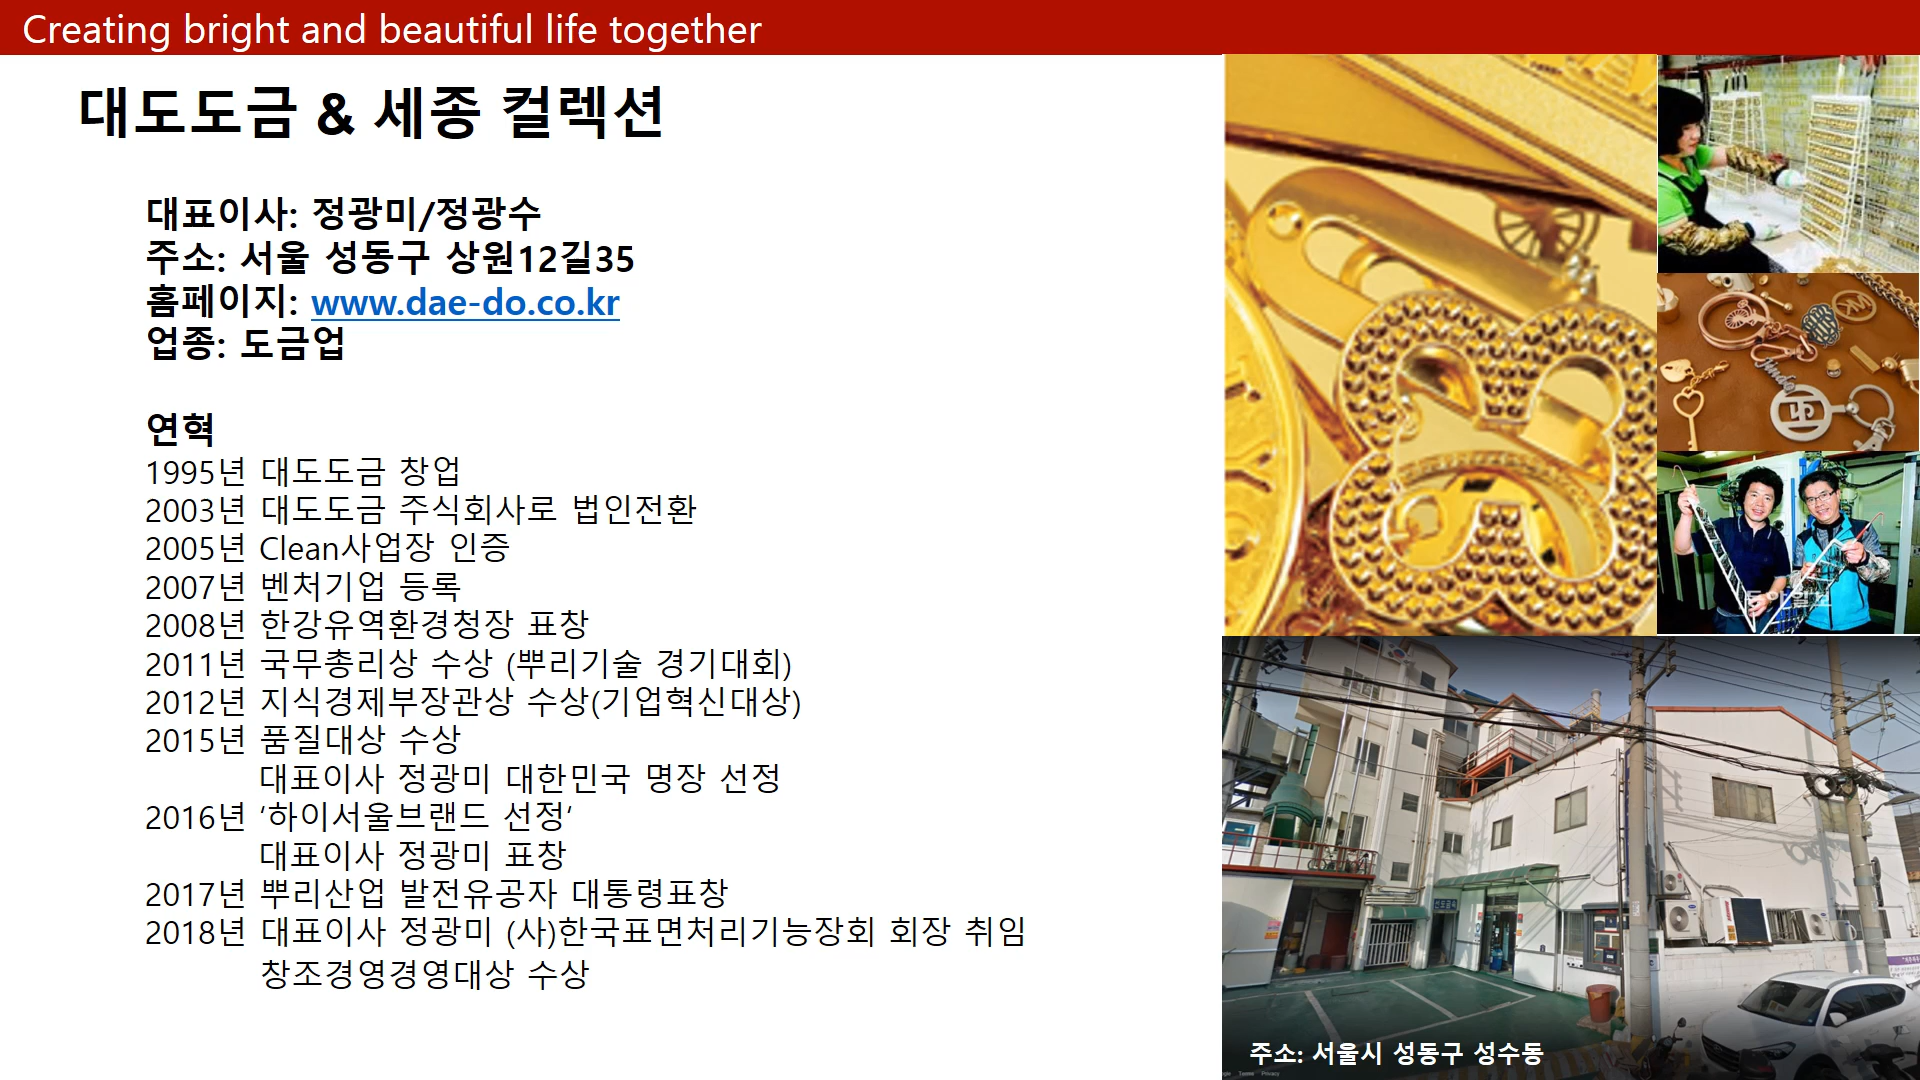 Creating bright and beautiful life together
대도도금 & 세종 컬렉션
대표이사: 정광미/정광수
주소: 서울 성동구 상원12길35
홈페이지: www.dae-do.co.kr
업종: 도금업
연혁
1995년 대도도금 창업
2003년 대도도금 주식회사로 법인전환
2005년 Clean사업장 인증
2007년 벤처기업 등록
2008년 한강유역환경청장 표창
2011년 국무총리상 수상 (뿌리기술 경기대회)
2012년 지식경제부장관상 수상(기업혁신대상)
2015년 품질대상 수상
대표이사 정광미 대한민국 명장 선정
2016년 ‘하이서울브랜드 선정‘
대표이사 정광미 표창
2017년 뿌리산업 발전유공자 대통령표창
2018년 대표이사 정광미 (사)한국표면처리기능장회 회장 취임
창조경영경영대상 수상
동아일보
주소: 서울시 성동구 성수동